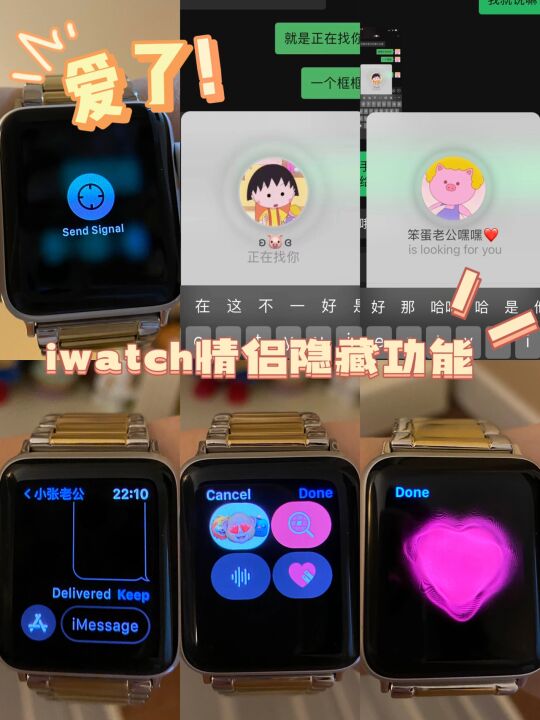 爱了!
Send Signal
就是正在找你
一个框框
我就说嘛
正在找你
笨蛋老公嘿嘿❤️
is looking for you
在 这 不 一 好 是
好 那 哈哈 哈 是 他
iwatch情侣隐藏功能
小张老公 22:10
Delivered Keep
iMessage
Cancel Done
Done